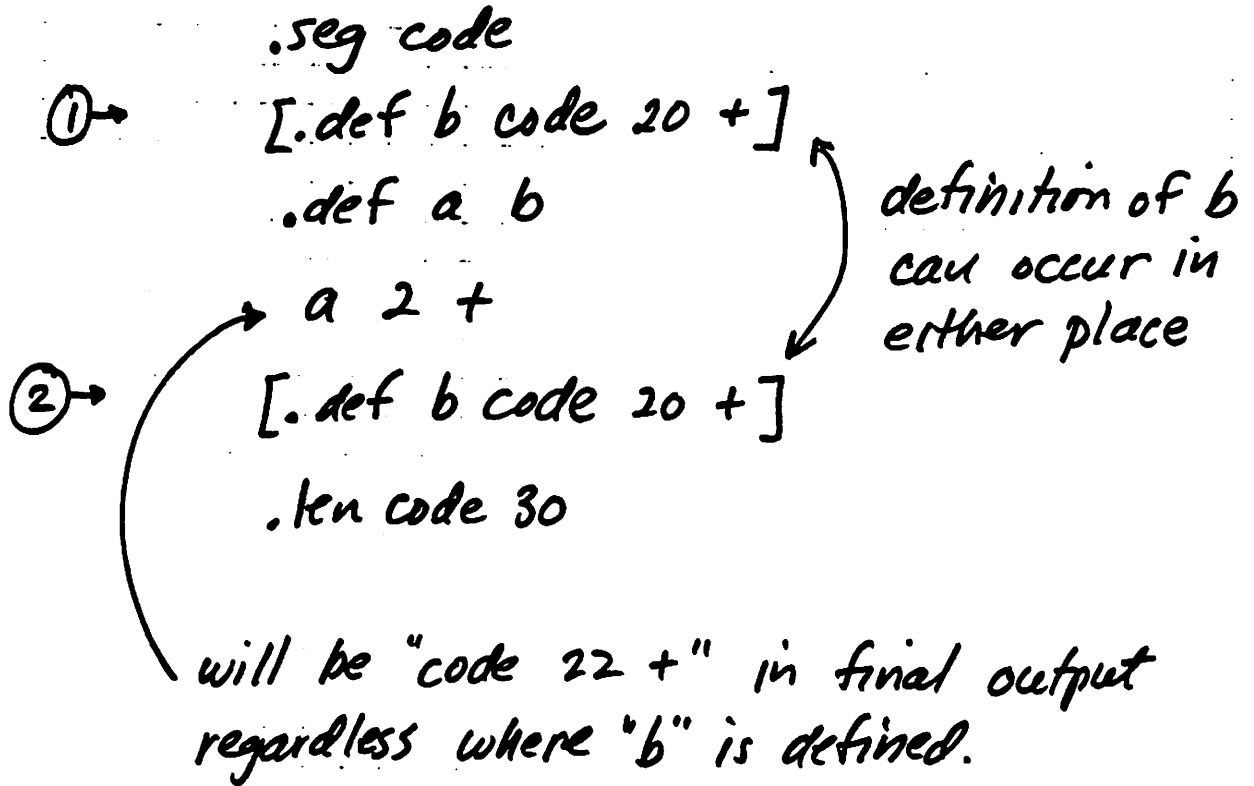 .seg code
① → [.def b code 20 +]
.def a b
definition of b
can occur in
either place
a 2 +
② → [.def b code 20 +]
.len code 30
will be "code 22 +" in final output
regardless where "b" is defined.